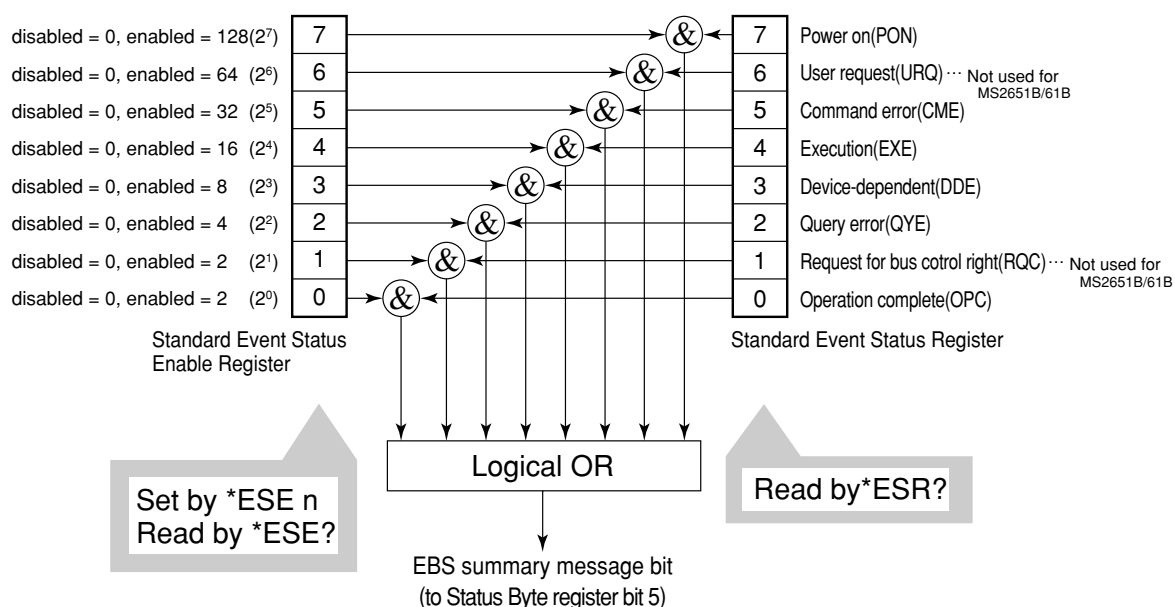 disabled = 0, enabled = 128(2⁷) 7 & 7 Power on(PON)
disabled = 0, enabled = 64 (2⁶) 6 & 6 User request(URQ) ··· Not used for
MS2651B/61B
disabled = 0, enabled = 32 (2⁵) 5 & 5 Command error(CME)
disabled = 0, enabled = 16 (2⁴) 4 & 4 Execution(EXE)
disabled = 0, enabled = 8 (2³) 3 & 3 Device-dependent(DDE)
disabled = 0, enabled = 4 (2²) 2 & 2 Query error(QYE)
disabled = 0, enabled = 2 (2¹) 1 & 1 Request for bus cotrol right(RQC) ··· Not used for
MS2651B/61B
disabled = 0, enabled = 2 (2⁰) 0 & 0 Operation complete(OPC)
Standard Event Status
Enable Register
Standard Event Status Register
Logical OR
Set by *ESE n
Read by *ESE?
Read by*ESR?
EBS summary message bit
(to Status Byte register bit 5)